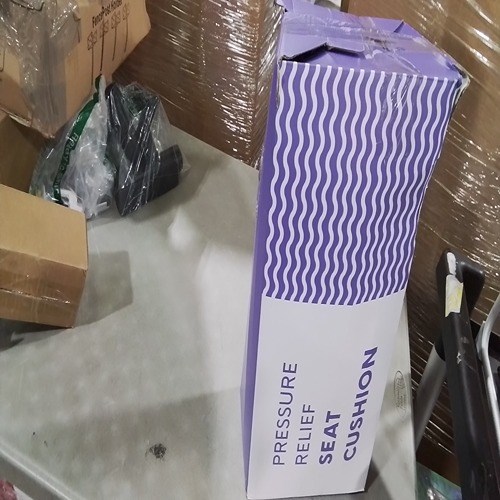 PRESSURE
RELIEF
SEAT
CUSHION